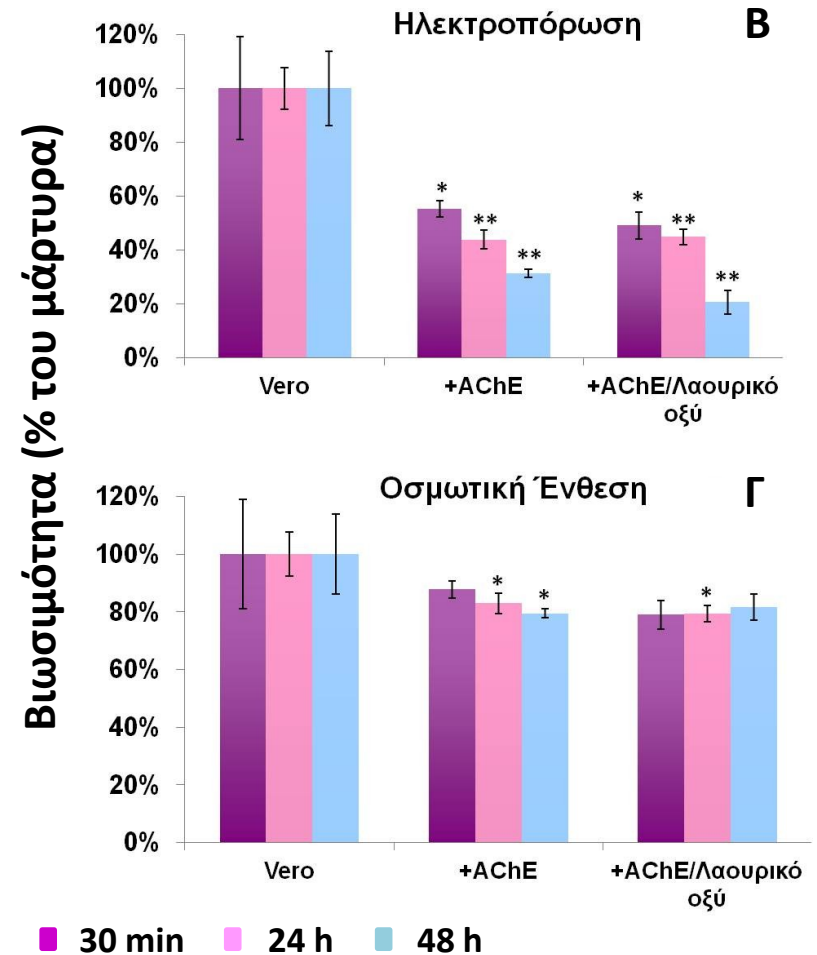 Ηλεκτροπόρωση
Β
Βιωσιμότητα (% του μάρτυρα)
120%
100%
80%
60%
40%
20%
0%
*
**
**
*
**
**
Vero
+AChE
+AChE/Λαουρικό
οξύ
Οσμωτική Ένθεση
Γ
120%
100%
80%
60%
40%
20%
0%
*
*
*
Vero
+AChE
+AChE/Λαουρικό
οξύ
30 min 24 h 48 h